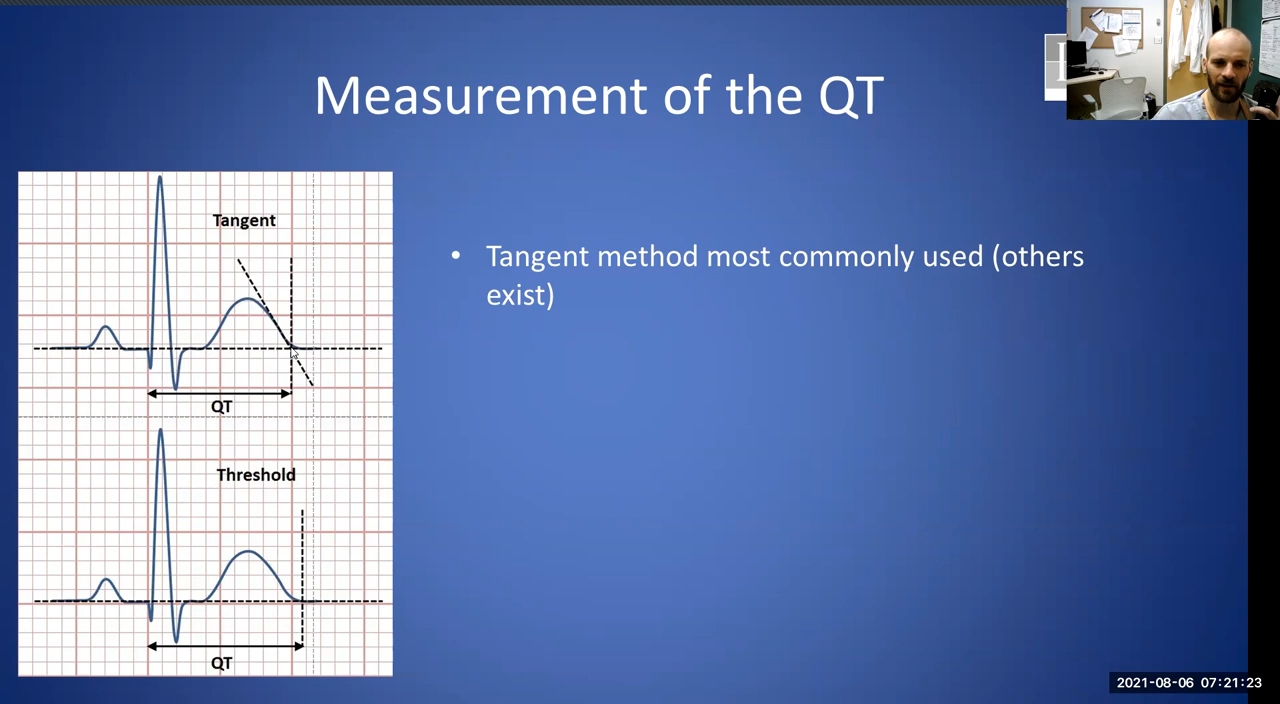 Measurement of the QT
Tangent
QT
Threshold
QT
• Tangent method most commonly used (others
exist)
2021-08-06 07:21:23